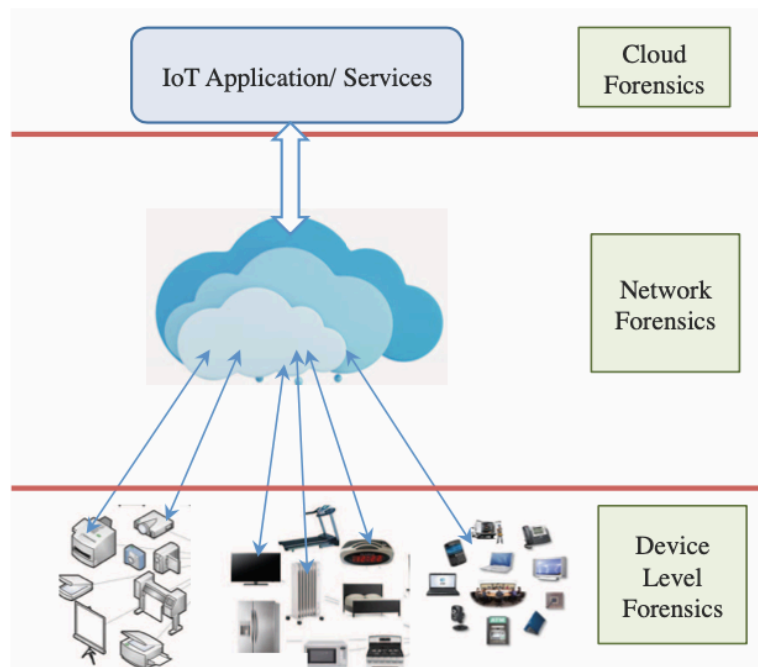 IoT Application/ Services
Cloud
Forensics
Network
Forensics
Device
Level
Forensics